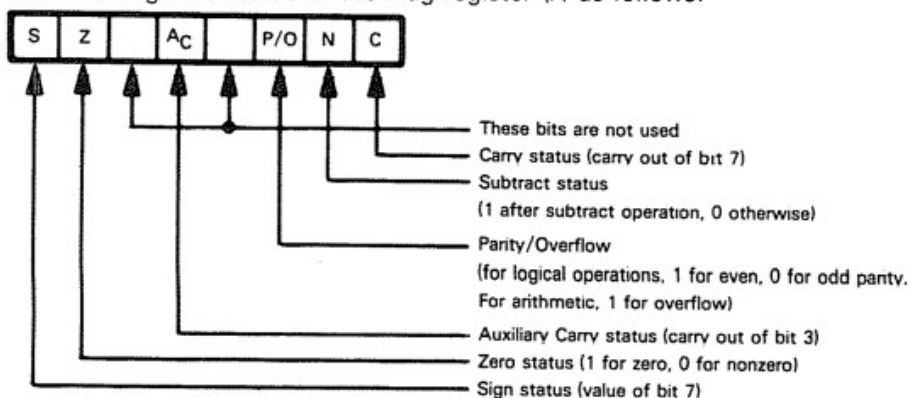 S Z A_C P/O N C
These bits are not used
Carry status (carry out of bit 7)
Subtract status
(1 after subtract operation, 0 otherwise)
Parity/Overflow
(for logical operations, 1 for even, 0 for odd parity.
For arithmetic, 1 for overflow)
Auxiliary Carry status (carry out of bit 3)
Zero status (1 for zero, 0 for nonzero)
Sign status (value of bit 7)